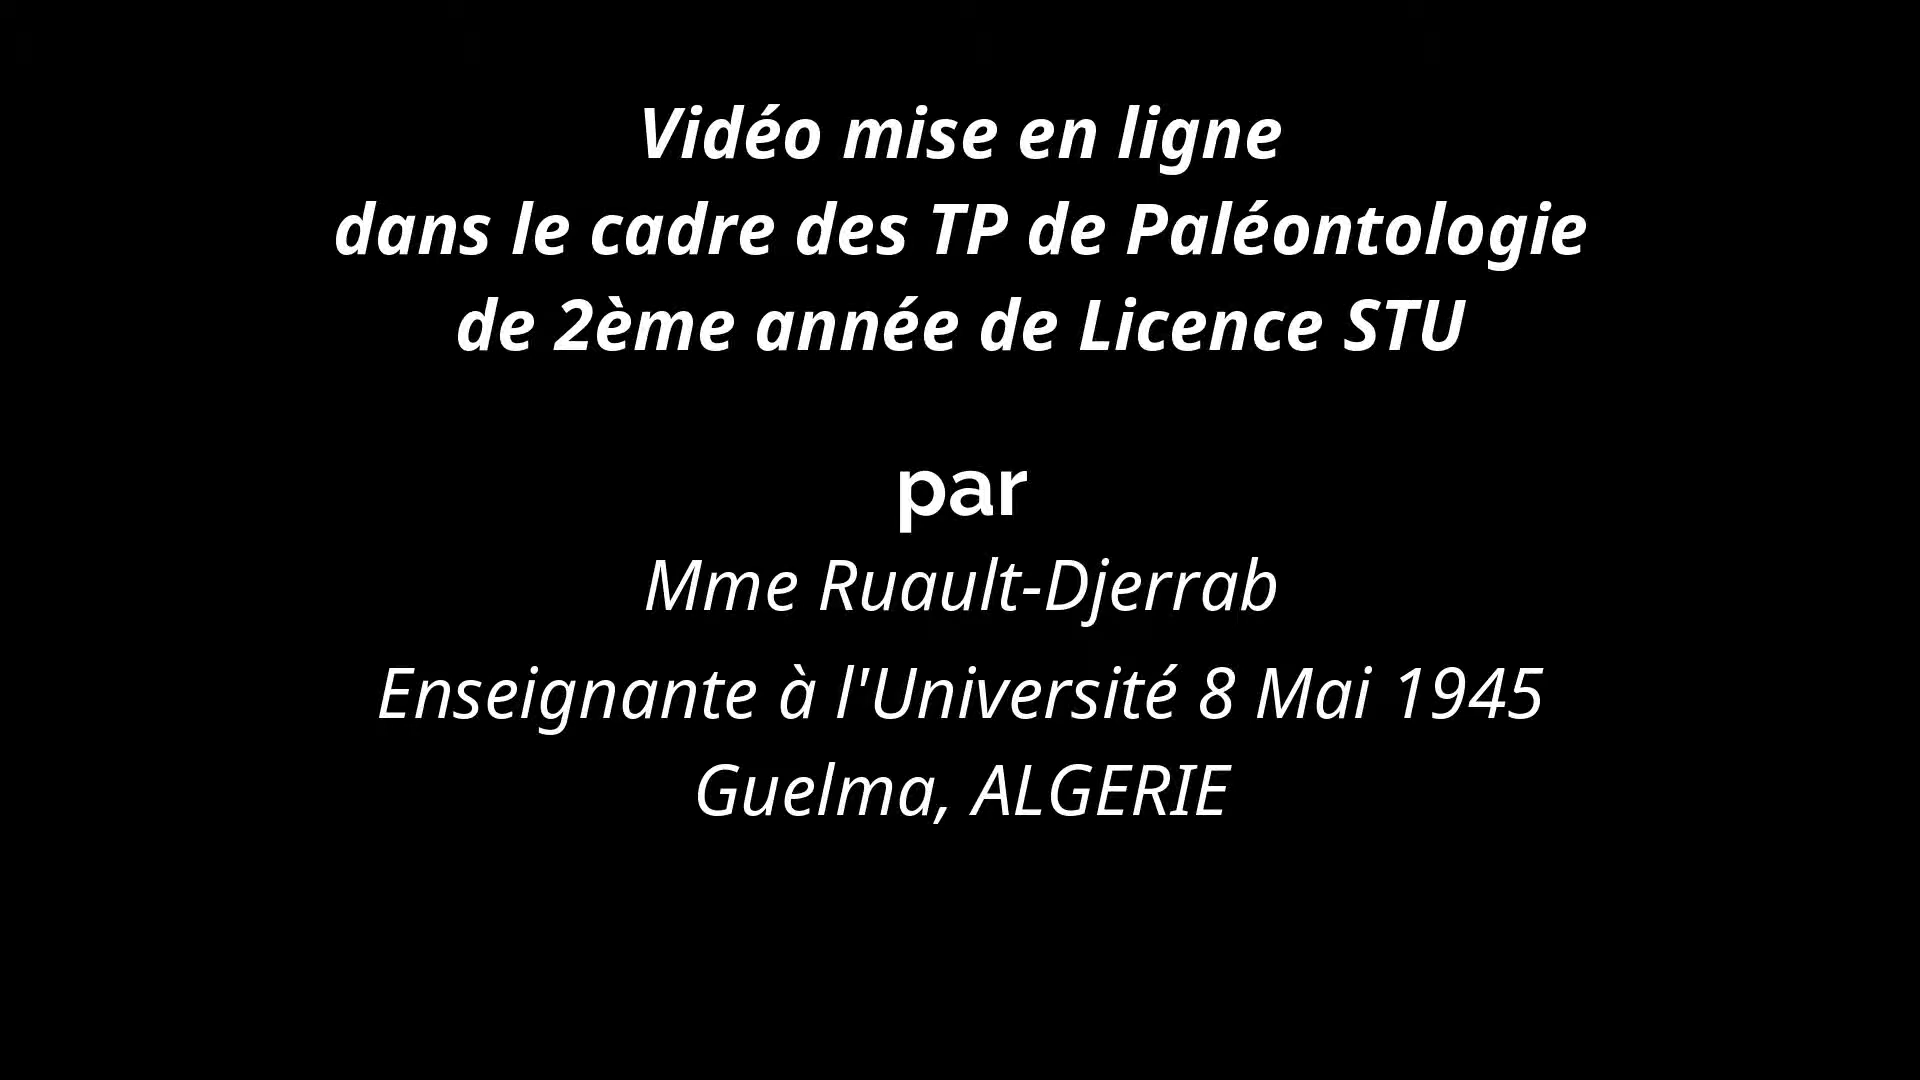 Vidéo mise en ligne
dans le cadre des TP de Paléontologie
de 2ème année de Licence STU
par
Mme Ruault-Djerrab
Enseignante à l'Université 8 Mai 1945
Guelma, ALGERIE